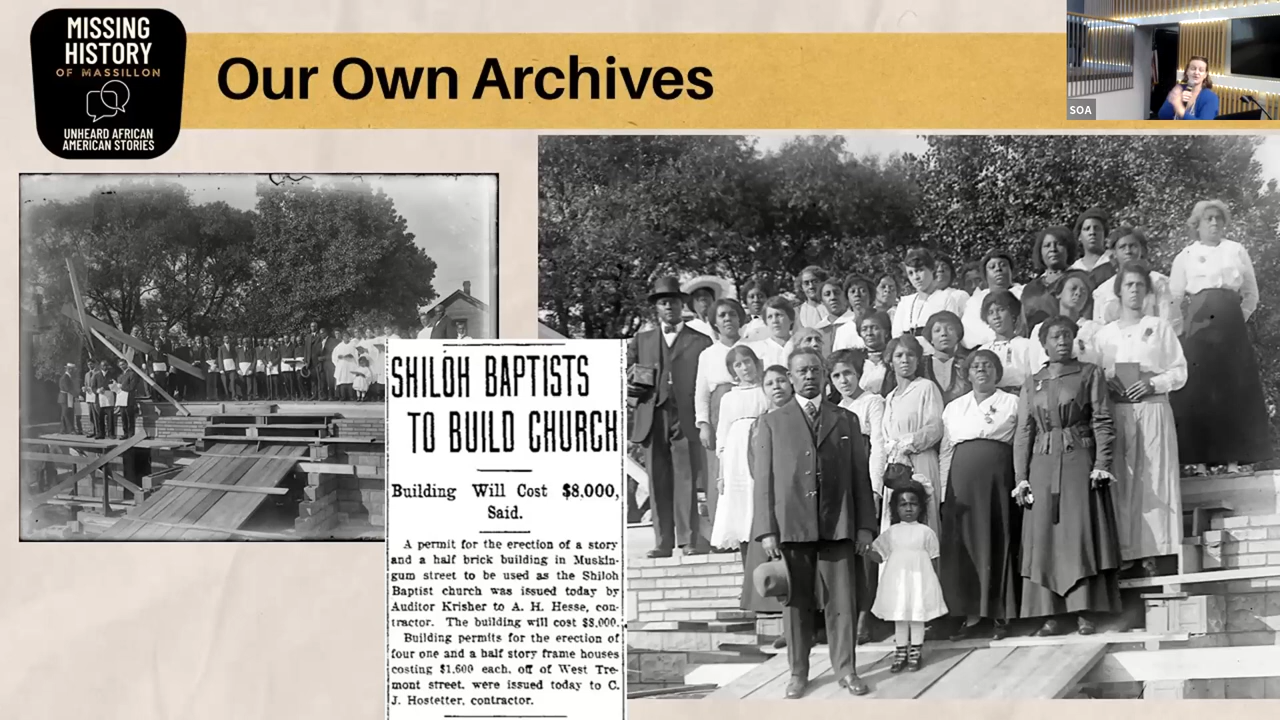 MISSING
HISTORY
OF MASSILLON
UNHEARD AFRICAN
AMERICAN STORIES
Our Own Archives
SOA
SHILOH BAPTISTS
TO BUILD CHURCH
Building Will Cost $8.000,
Said.
A permit for the erection of a story
and a half brick building in Muskin-
gum street to be used as the Shiloh
Baptist church was issued today by
Auditor Krisher to A. H. Hesse, con-
tractor. The building will cost $8,000.
Building permits for the erection of
four one and a half story frame houses
costing $1,600 each, off of West Tre-
mont street, were issued today to C.
J. Hostetter, contractor.